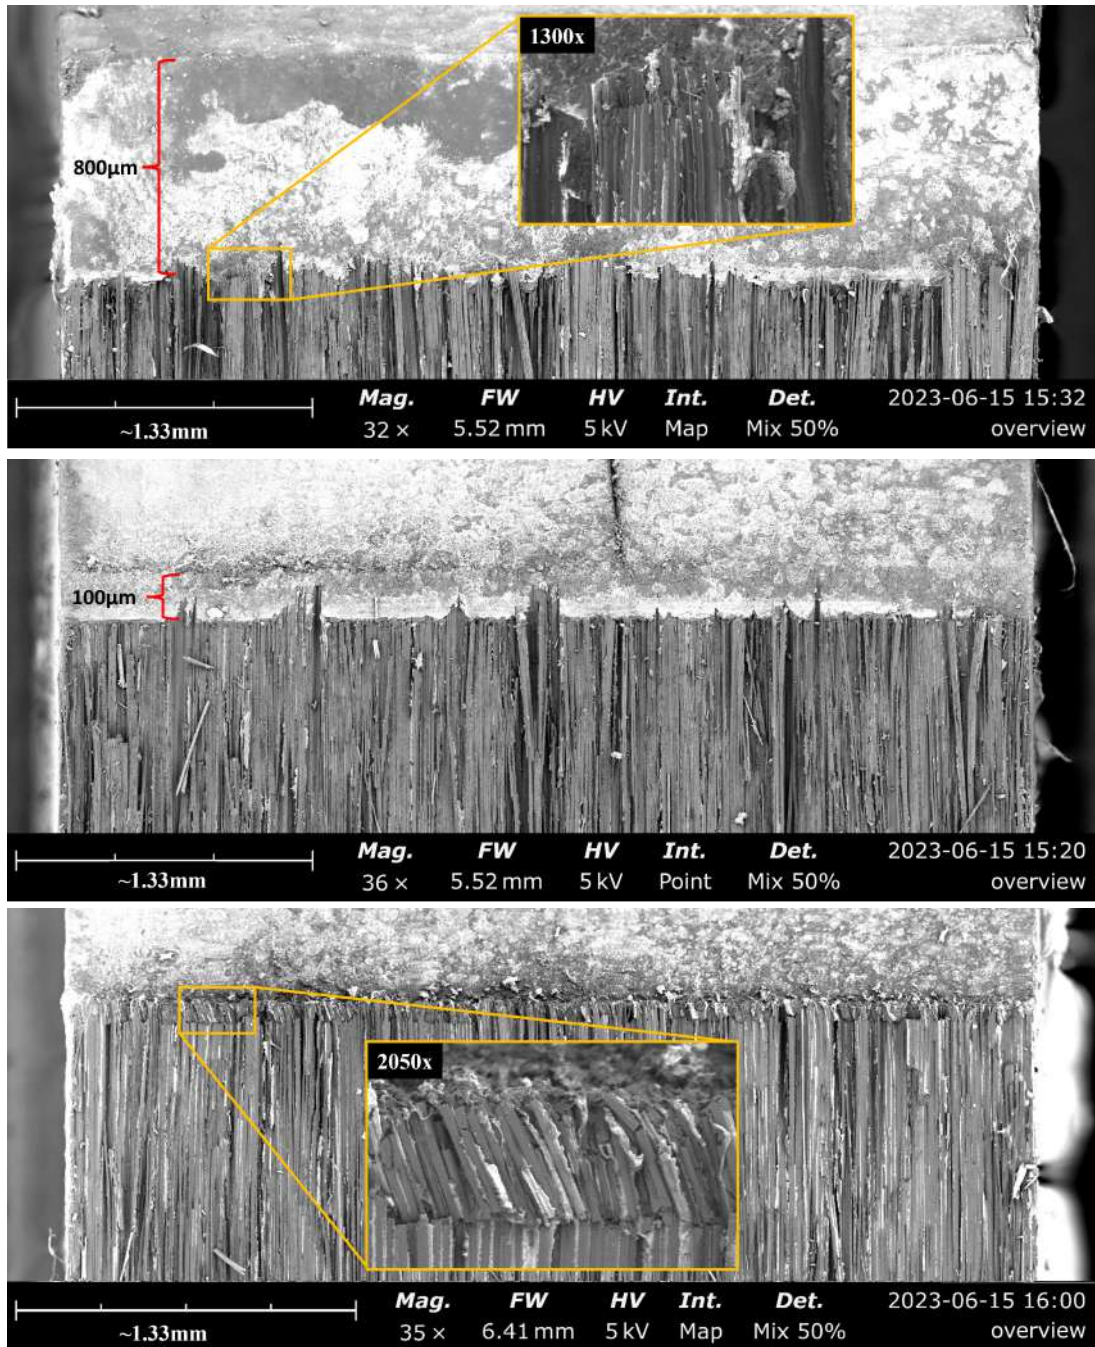 1300x
800μm
Mag. FW HV Int. Det. 2023-06-15 15:32
~1.33mm 32 × 5.52 mm 5 kV Map Mix 50% overview
100μm
Mag. FW HV Int. Det. 2023-06-15 15:20
~1.33mm 36 × 5.52 mm 5 kV Point Mix 50% overview
2050x
Mag. FW HV Int. Det. 2023-06-15 16:00
~1.33mm 35 × 6.41 mm 5 kV Map Mix 50% overview